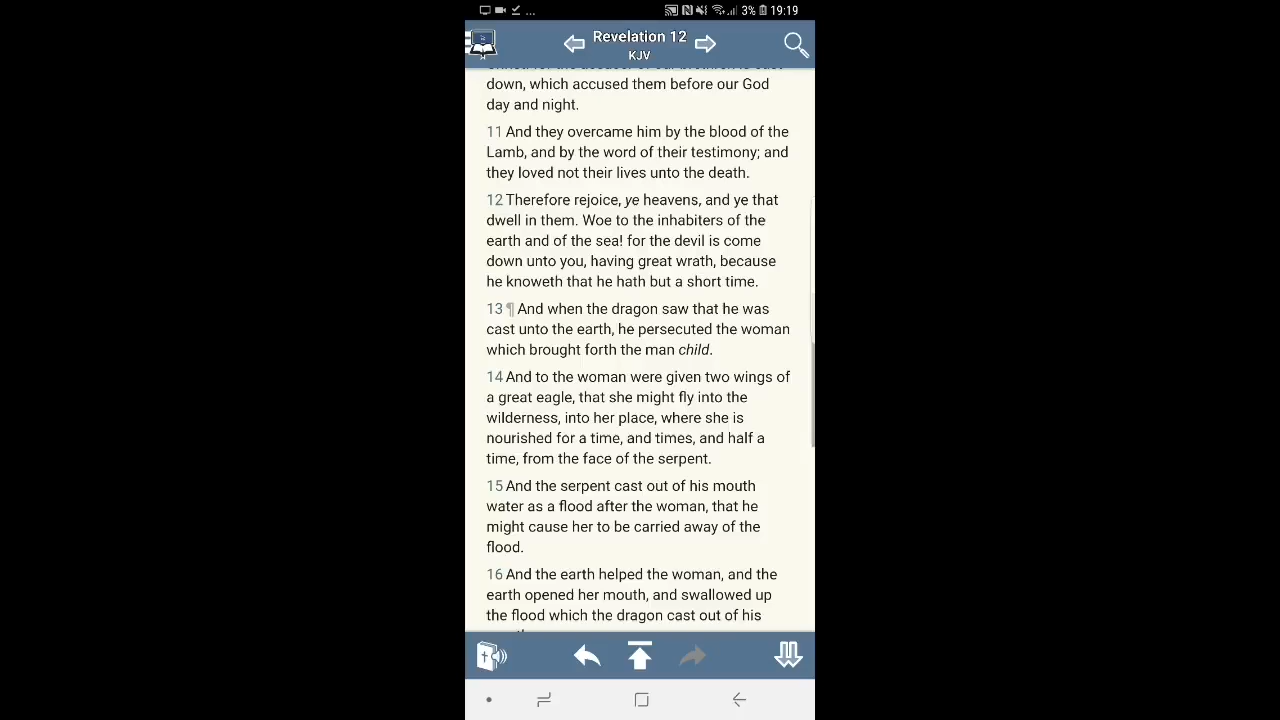 ... 3% 19:19
Revelation 12
KJV
down, which accused them before our God
day and night.
11 And they overcame him by the blood of the
Lamb, and by the word of their testimony; and
they loved not their lives unto the death.
12 Therefore rejoice, ye heavens, and ye that
dwell in them. Woe to the inhabiters of the
earth and of the sea! for the devil is come
down unto you, having great wrath, because
he knoweth that he hath but a short time.
13 ¶ And when the dragon saw that he was
cast unto the earth, he persecuted the woman
which brought forth the man child.
14 And to the woman were given two wings of
a great eagle, that she might fly into the
wilderness, into her place, where she is
nourished for a time, and times, and half a
time, from the face of the serpent.
15 And the serpent cast out of his mouth
water as a flood after the woman, that he
might cause her to be carried away of the
flood.
16 And the earth helped the woman, and the
earth opened her mouth, and swallowed up
the flood which the dragon cast out of his